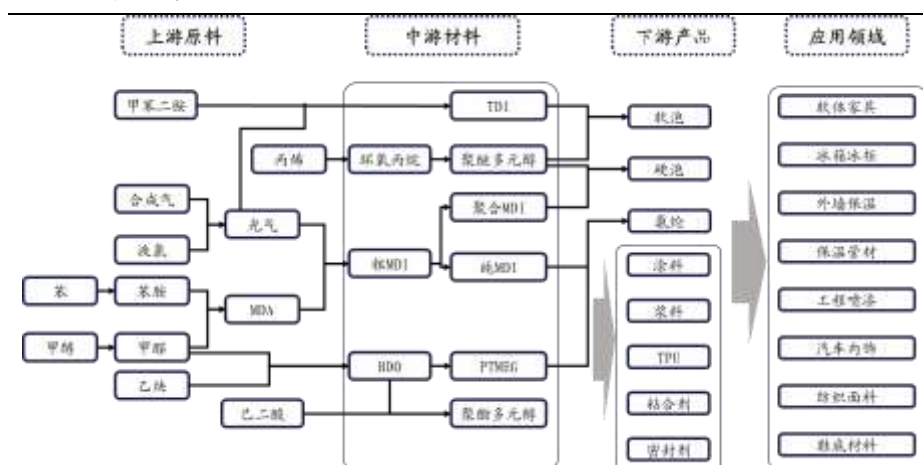 上游原料 中游材料 下游产品 应用领域
甲苯二胺 TDI 软泡 软体家具
丙烯 环氧丙烷 聚醚多元醇 硬泡 冰箱冰柜
合成气 光气 聚合MDI 氨纶 外墙保温
液氯 粗MDI 纯MDI 涂料 保温管材
苯 苯胺 MDA 浆料 工程喷漆
甲醇 甲醛 BDO PTMEG TPU 汽车内饰
乙炔 己二酸 聚酯多元醇 粘合剂 纺织面料
密封剂 鞋底材料